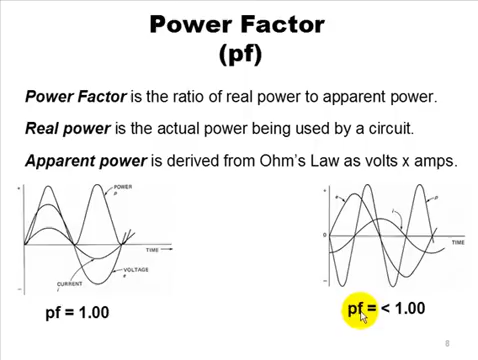 Power Factor
(pf)
Power Factor is the ratio of real power to apparent power.
Real power is the actual power being used by a circuit.
Apparent power is derived from Ohm's Law as volts x amps.
+
POWER
p
TIME
CURRENT
i
VOLTAGE
e
−
pf = 1.00
+
e
i
p
0
TIME
−
pf = < 1.00
8